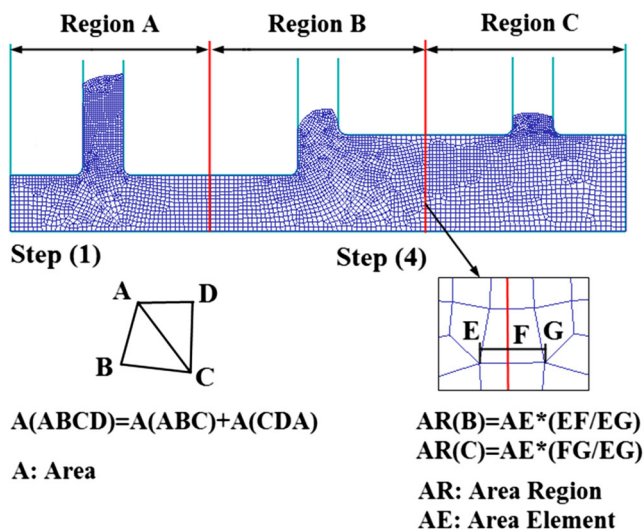 Region A Region B Region C
Step (1) Step (4)
A D
B C
E F G
A(ABCD)=A(ABC)+A(CDA)
A: Area
AR(B)=AE*(EF/EG)
AR(C)=AE*(FG/EG)
AR: Area Region
AE: Area Element